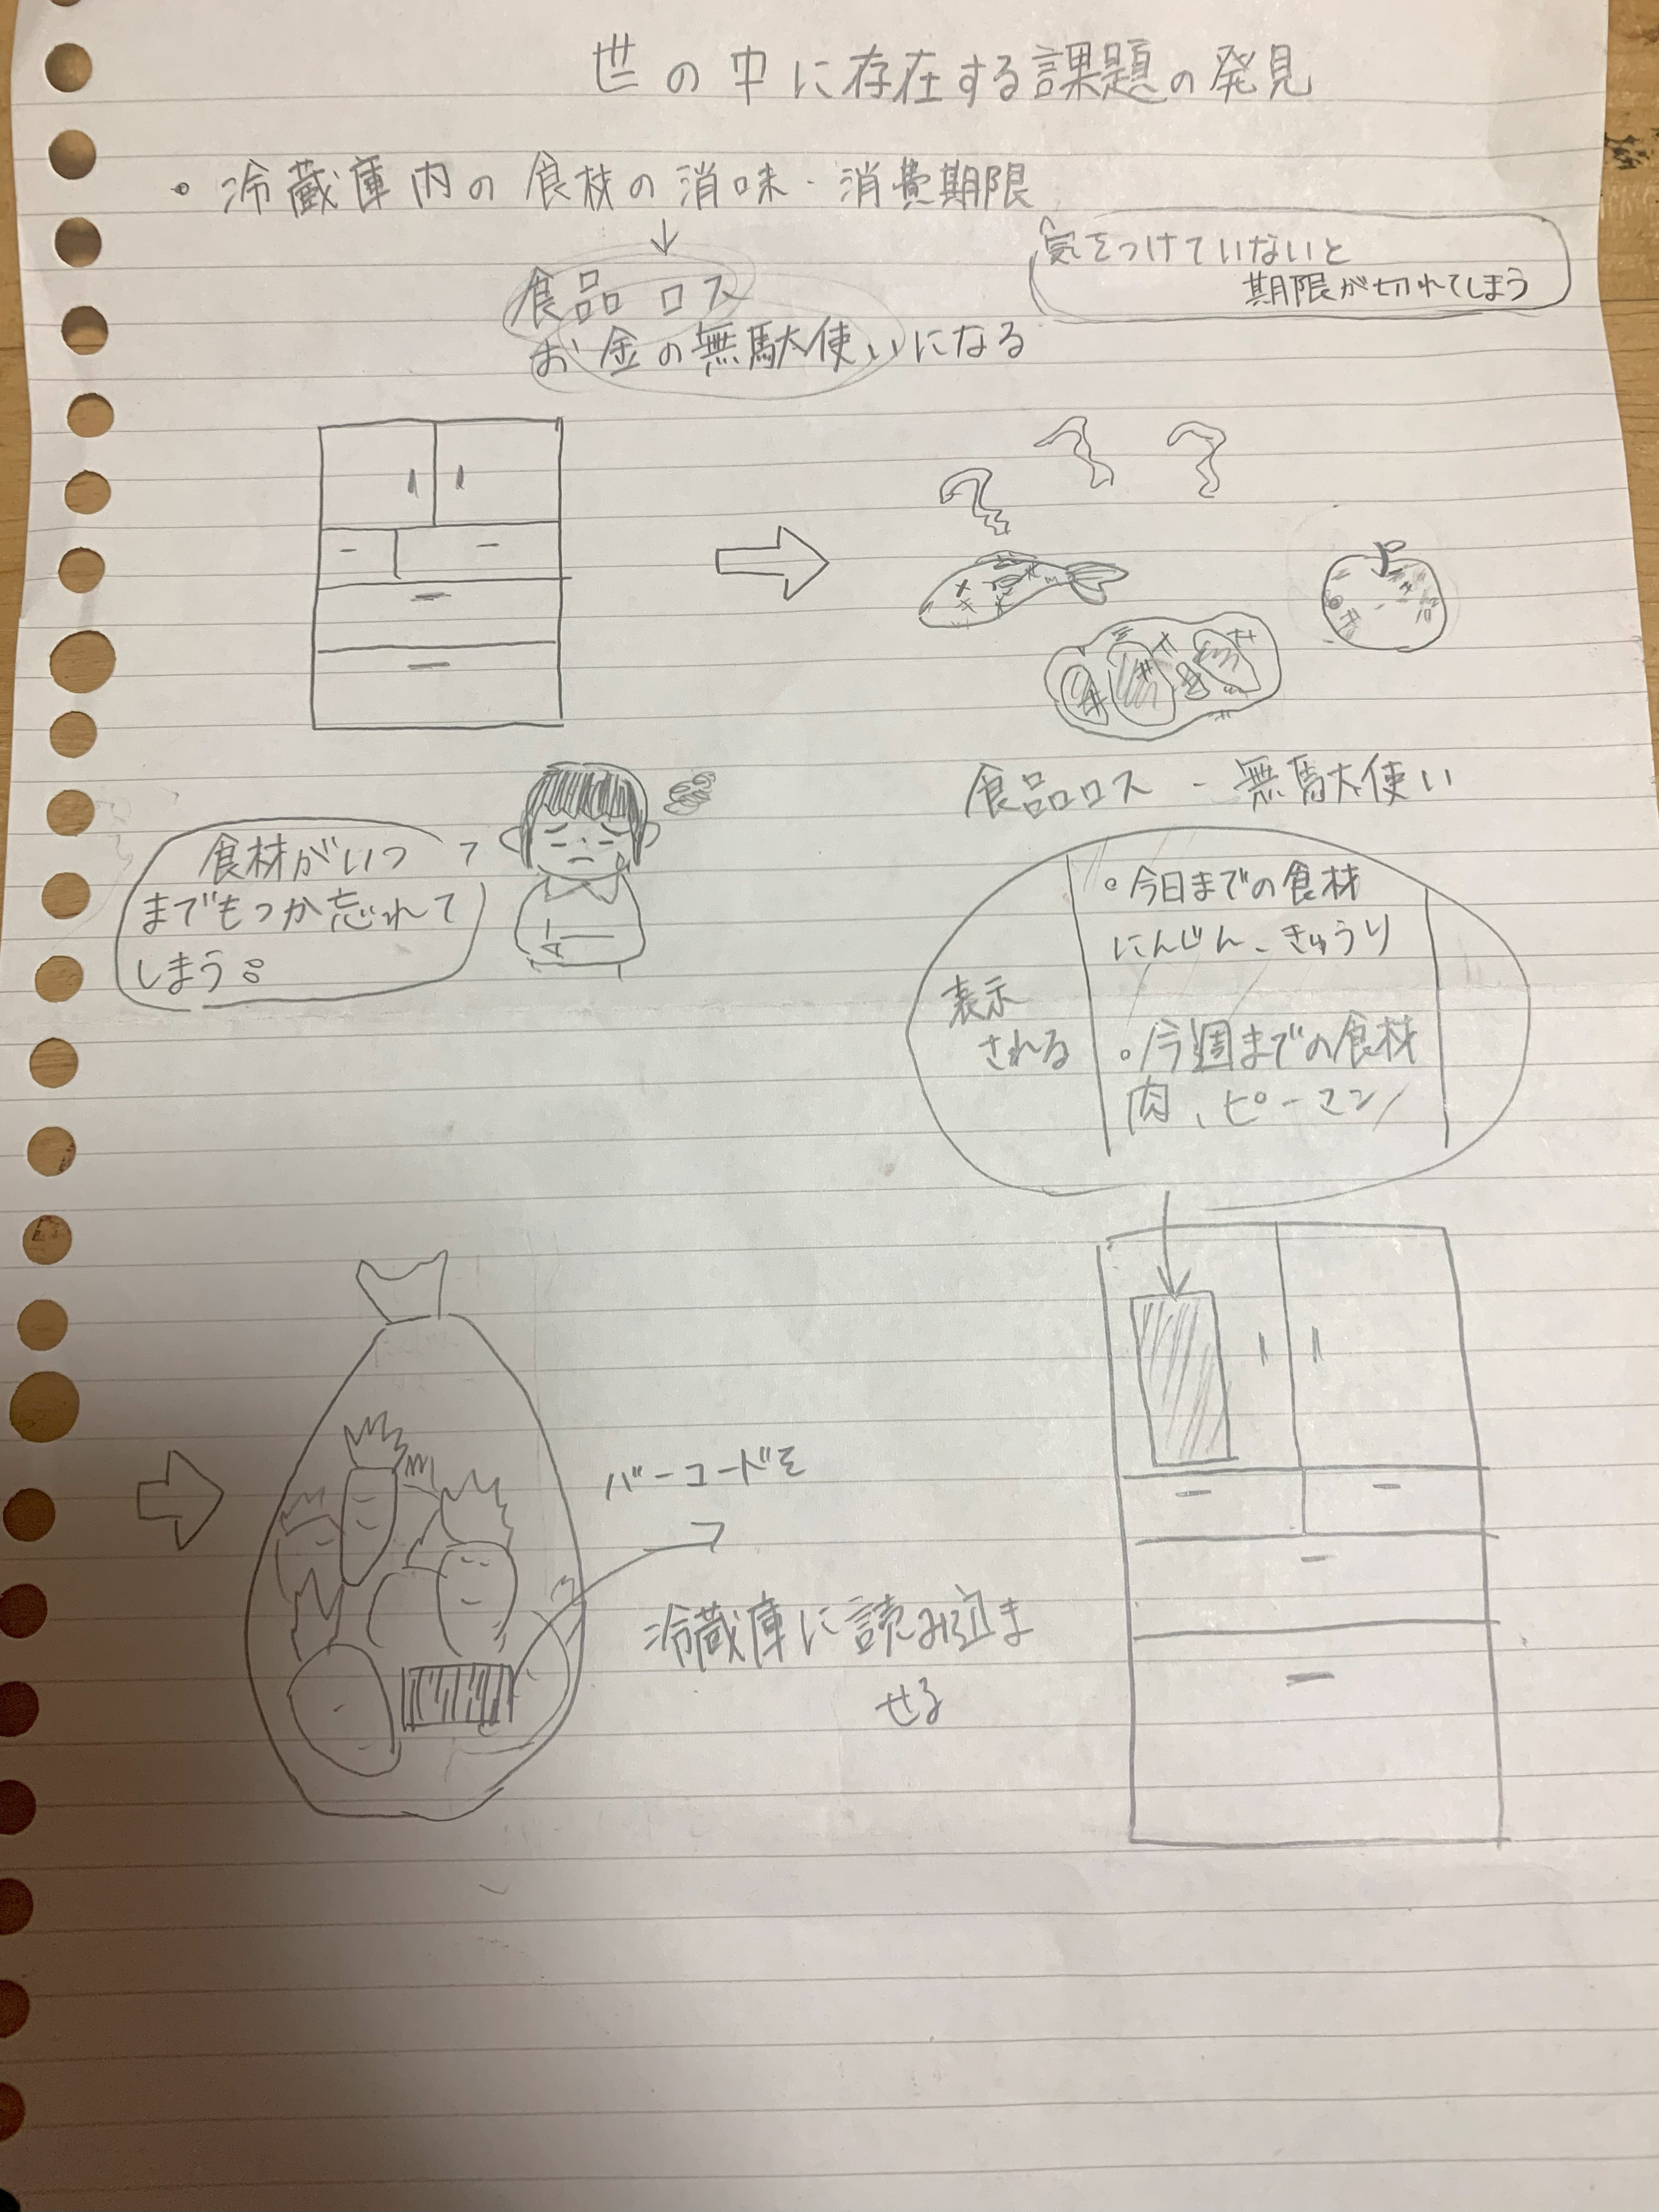 世の中に存在する課題の発見
・冷蔵庫内の食材の消味・消費期限
↓
気をつけていないと
期限が切れてしまう
食品ロス
お金の無駄使いになる
食品ロス・無駄使い
食材がいつ
までもつか忘れて
しまう。
表示
される
・今日までの食材
にんじん、きゅうり
・今週までの食材
肉、ピーマン
バーコードを
冷蔵庫に読み込ま
せる